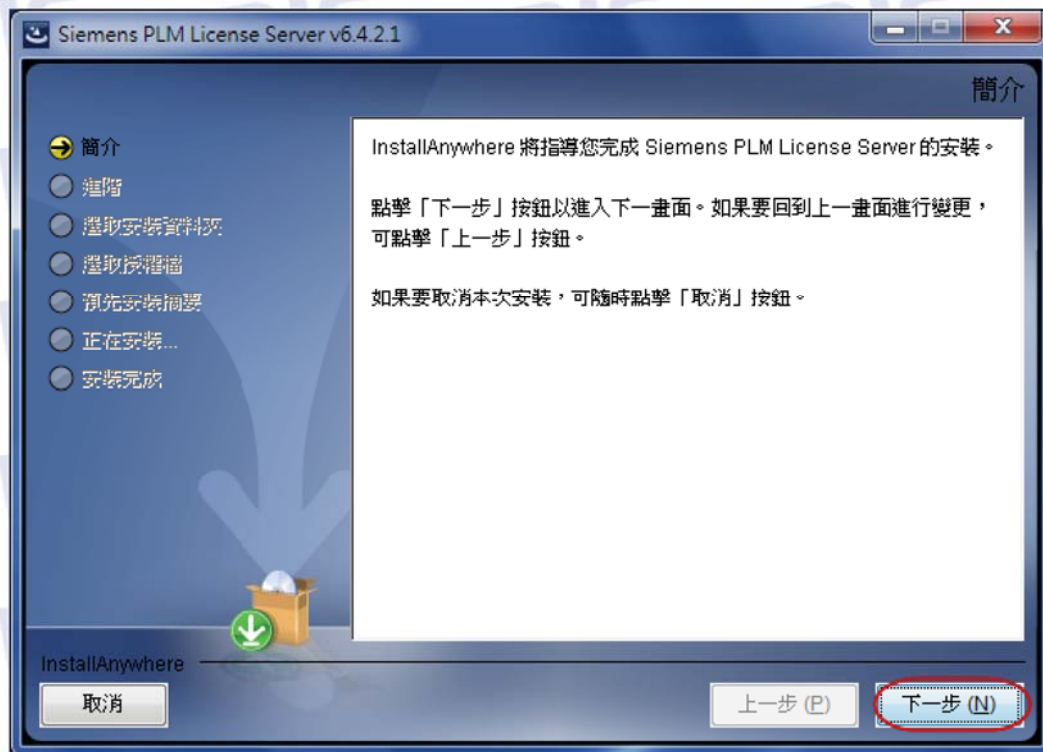 Siemens PLM License Server v6.4.2.1
簡介
簡介
進階
選取安裝資料夾
選取授權檔
預先安裝摘要
正在安裝...
安裝完成
InstallAnywhere 將指導您完成 Siemens PLM License Server 的安裝。
點擊「下一步」按鈕以進入下一畫面。如果要回到上一畫面進行變更，
可點擊「上一步」按鈕。
如果要取消本次安裝，可隨時點擊「取消」按鈕。
InstallAnywhere
取消
上一步 (P)
下一步 (N)